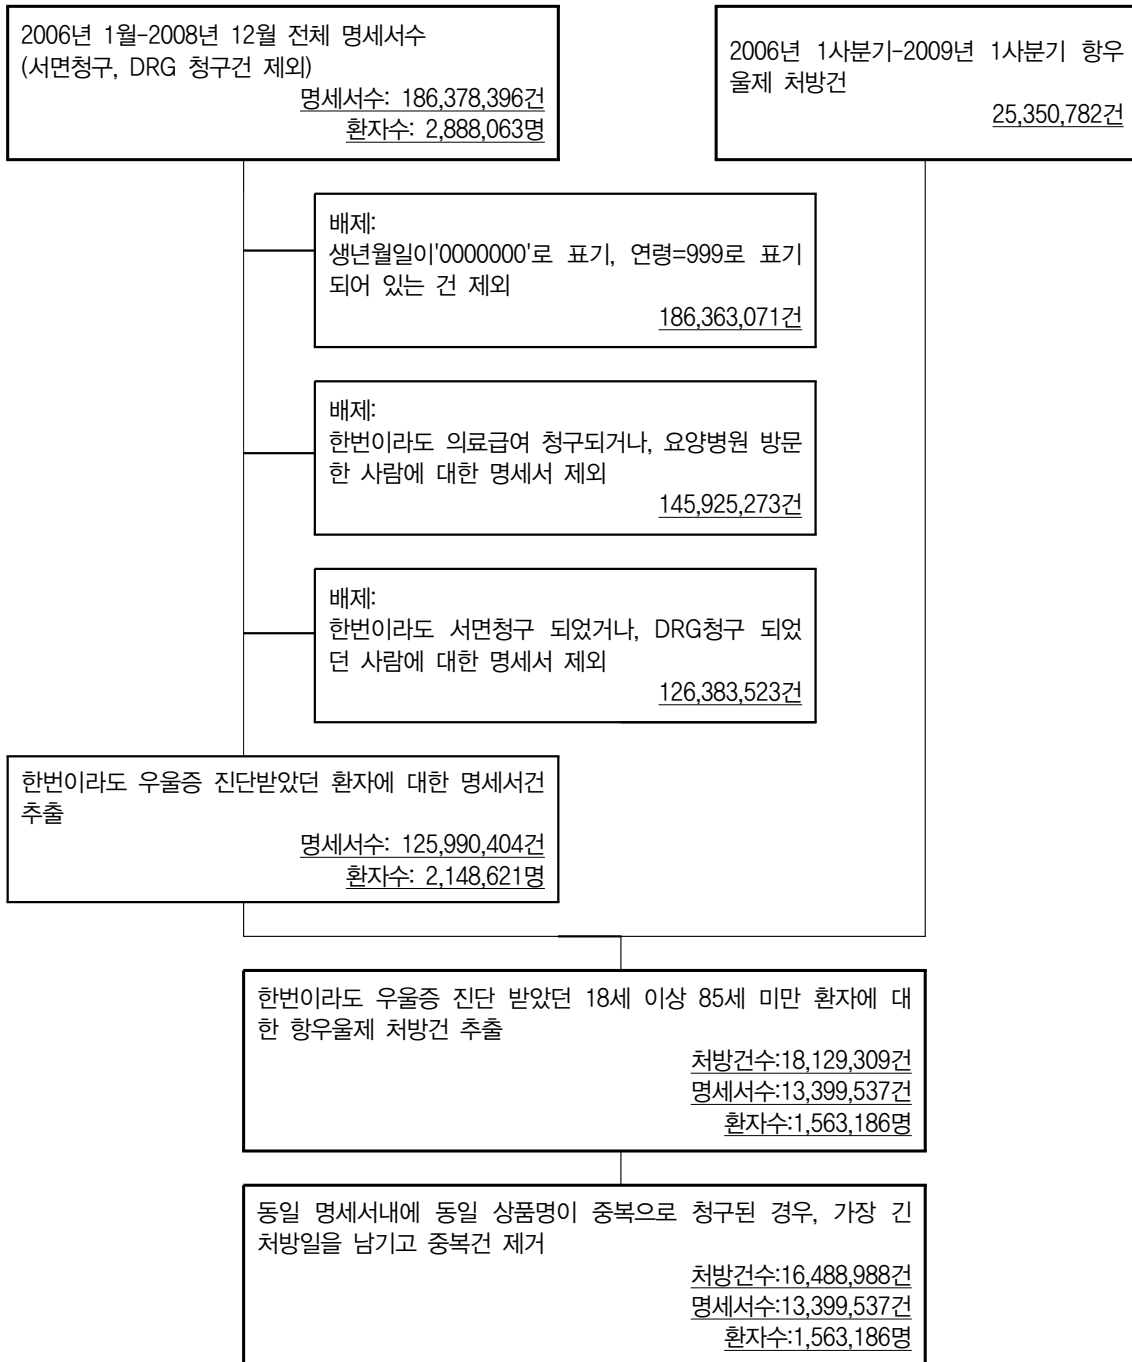 2006년 1월-2008년 12월 전체 명세서수
(서면청구, DRG 청구건 제외)
명세서수: 186,378,396건
환자수: 2,888,063명
2006년 1사분기-2009년 1사분기 항우
울제 처방건
25,350,782건
배제:
생년월일이'0000000'로 표기, 연령=999로 표기
되어 있는 건 제외
186,363,071건
배제:
한번이라도 의료급여 청구되거나, 요양병원 방문
한 사람에 대한 명세서 제외
145,925,273건
배제:
한번이라도 서면청구 되었거나, DRG청구 되었
던 사람에 대한 명세서 제외
126,383,523건
한번이라도 우울증 진단받았던 환자에 대한 명세서건
추출
명세서수: 125,990,404건
환자수: 2,148,621명
한번이라도 우울증 진단 받았던 18세 이상 85세 미만 환자에 대
한 항우울제 처방건 추출
처방건수:18,129,309건
명세서수:13,399,537건
환자수:1,563,186명
동일 명세서내에 동일 상품명이 중복으로 청구된 경우, 가장 긴
처방일을 남기고 중복건 제거
처방건수:16,488,988건
명세서수:13,399,537건
환자수:1,563,186명